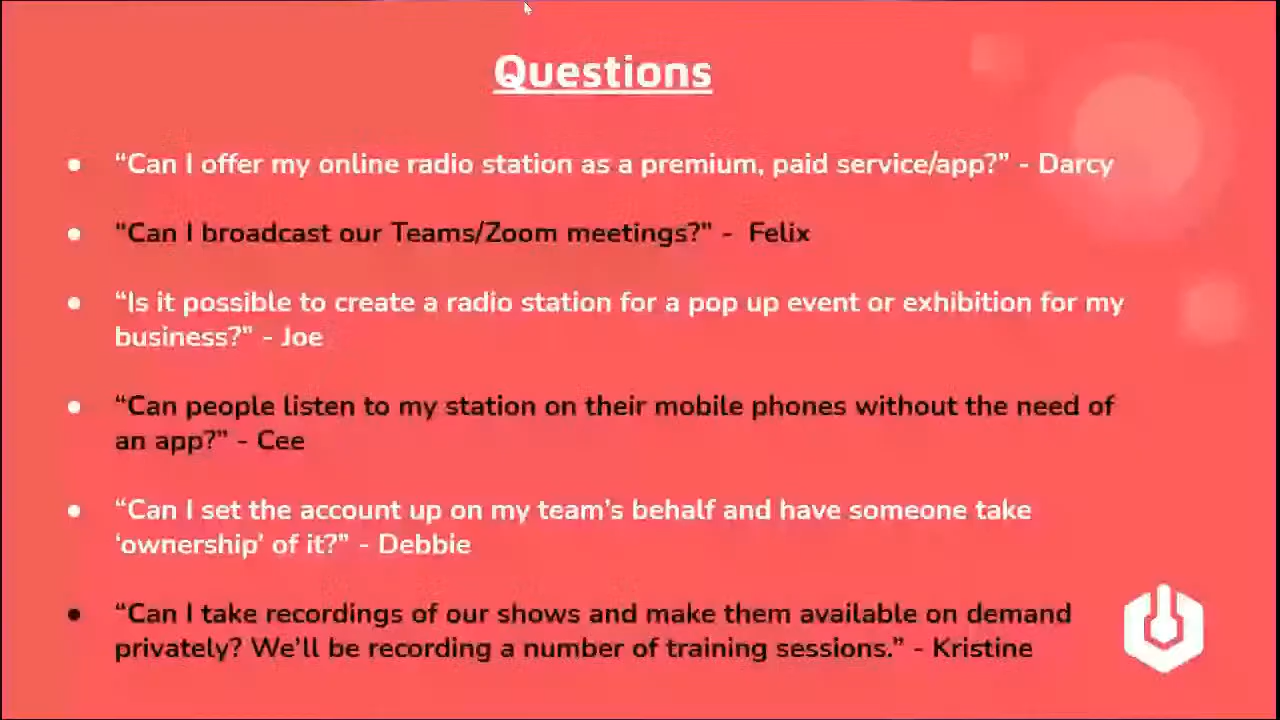 Questions
● “Can I offer my online radio station as a premium, paid service/app?” - Darcy
● “Can I broadcast our Teams/Zoom meetings?” - Felix
● “Is it possible to create a radio station for a pop up event or exhibition for my
business?” - Joe
● “Can people listen to my station on their mobile phones without the need of
an app?” - Cee
● “Can I set the account up on my team’s behalf and have someone take
‘ownership’ of it?” - Debbie
● “Can I take recordings of our shows and make them available on demand
privately? We’ll be recording a number of training sessions.” - Kristine